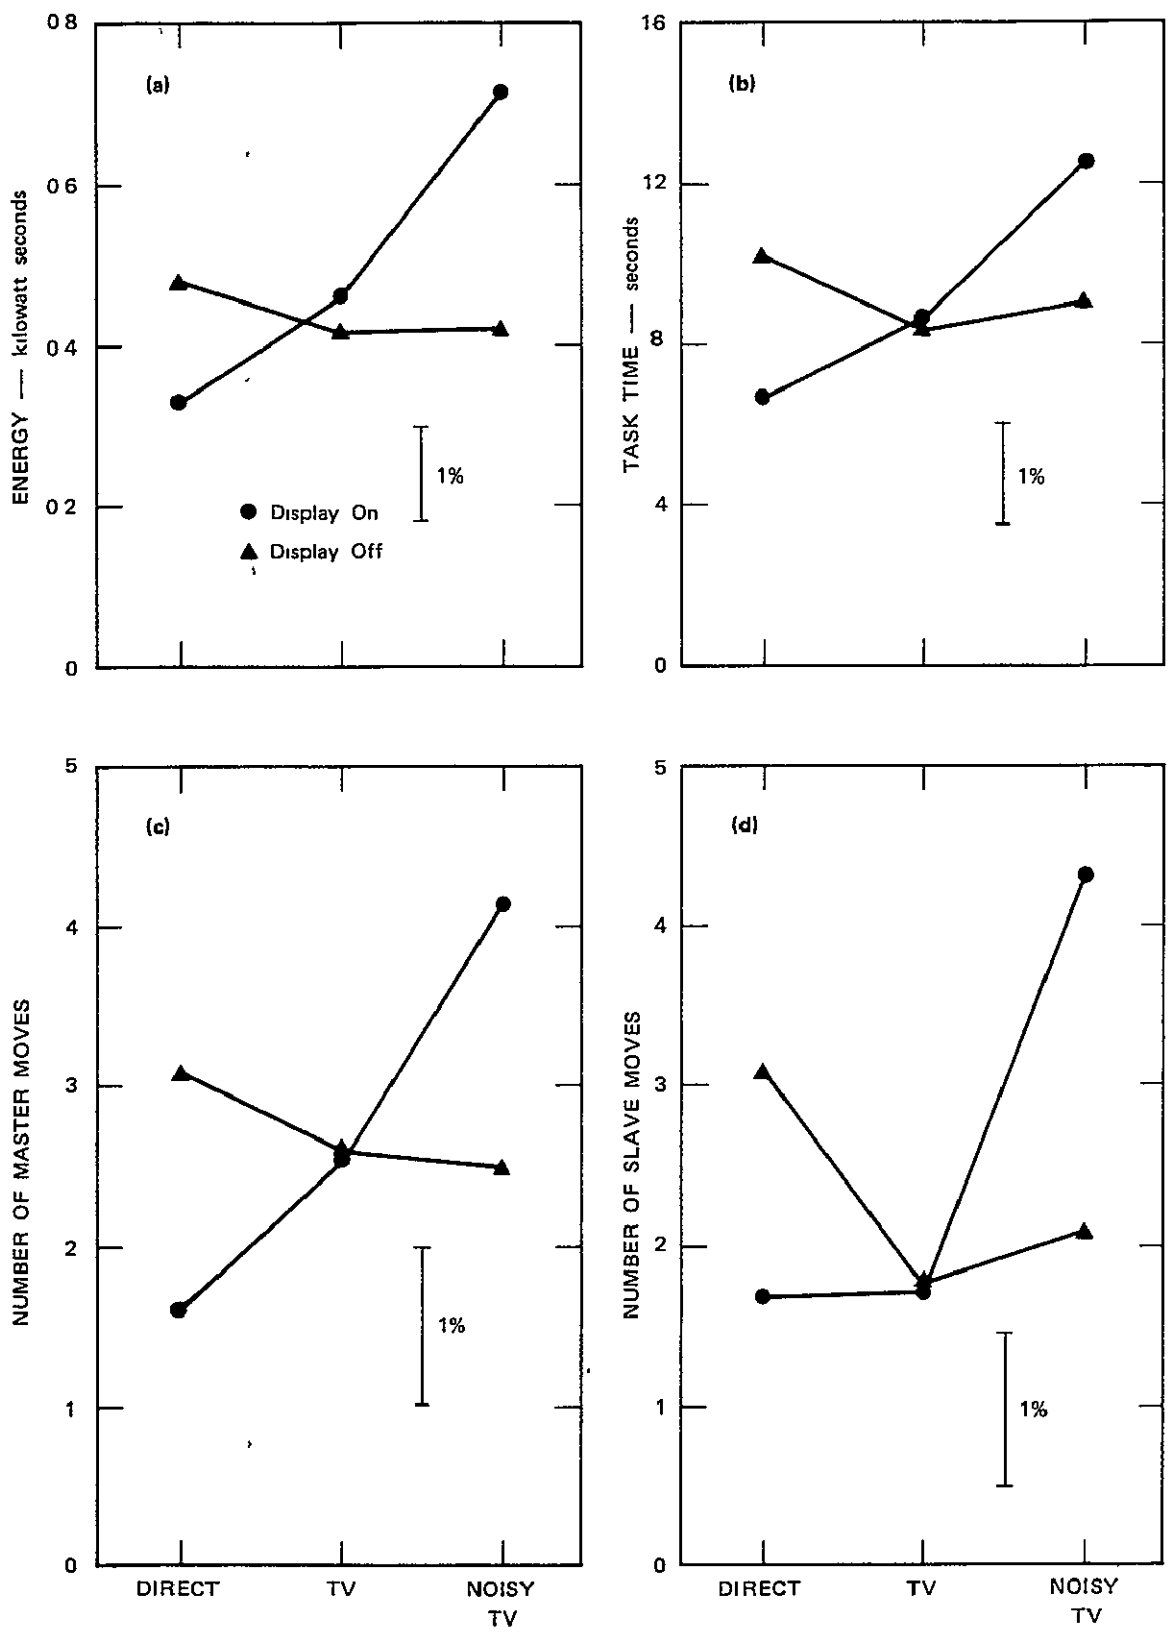 (a)
0 8
0 6
0 4
0 2
0
ENERGY — kilowatt seconds
1%
Display On
Display Off
(b)
16
12
8
4
0
TASK TIME — seconds
1%
(c)
5
4
3
2
1
0
NUMBER OF MASTER MOVES
1%
DIRECT
TV
NOISY
TV
(d)
5
4
3
2
1
0
NUMBER OF SLAVE MOVES
1%
DIRECT
TV
NOISY
TV